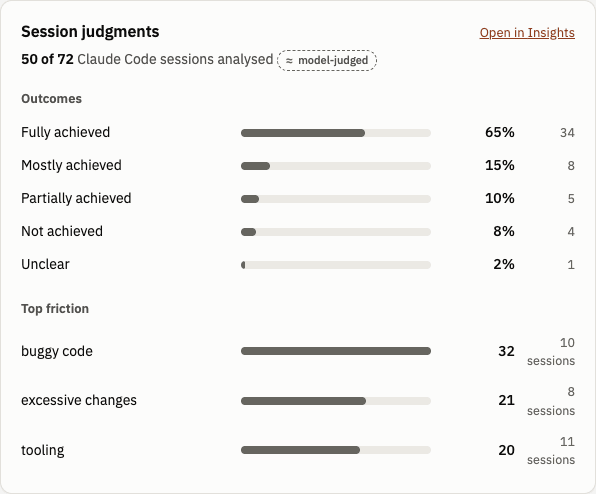 Session judgments
Open in Insights
50 of 72 Claude Code sessions analysed ≈ model-judged
Outcomes
Fully achieved 65% 34
Mostly achieved 15% 8
Partially achieved 10% 5
Not achieved 8% 4
Unclear 2% 1
Top friction
buggy code 32 10 sessions
excessive changes 21 8 sessions
tooling 20 11 sessions